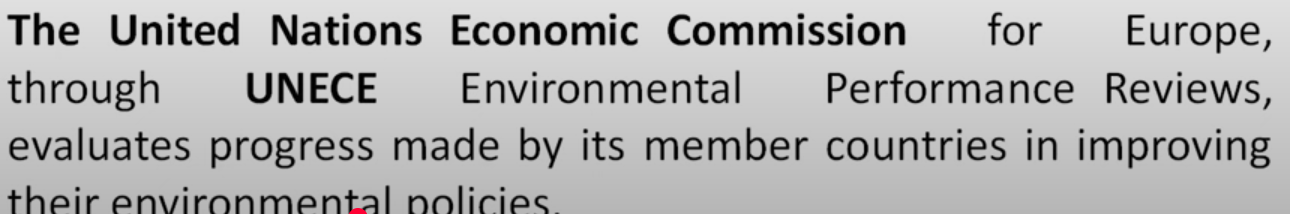 The United Nations Economic Commission for Europe,
through UNECE Environmental Performance Reviews,
evaluates progress made by its member countries in improving
their environmental policies.